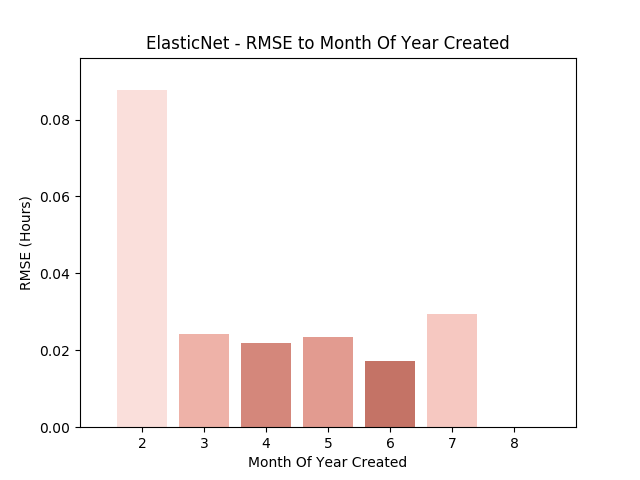 ElasticNet - RMSE to Month Of Year Created
0.08
0.06
0.04
0.02
0.00
RMSE (Hours)
2 3 4 5 6 7 8
Month Of Year Created